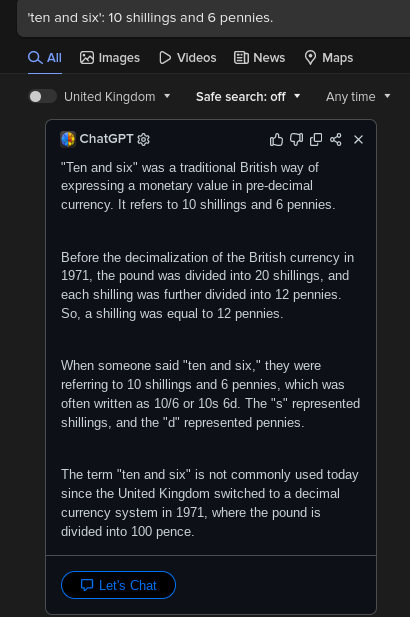 'ten and six': 10 shillings and 6 pennies.
All Images Videos News Maps
United Kingdom Safe search: off Any time
ChatGPT
"Ten and six" was a traditional British way of
expressing a monetary value in pre-decimal
currency. It refers to 10 shillings and 6 pennies.
Before the decimalization of the British currency in
1971, the pound was divided into 20 shillings, and
each shilling was further divided into 12 pennies.
So, a shilling was equal to 12 pennies.
When someone said "ten and six," they were
referring to 10 shillings and 6 pennies, which was
often written as 10/6 or 10s 6d. The "s" represented
shillings, and the "d" represented pennies.
The term "ten and six" is not commonly used today
since the United Kingdom switched to a decimal
currency system in 1971, where the pound is
divided into 100 pence.
Let's Chat